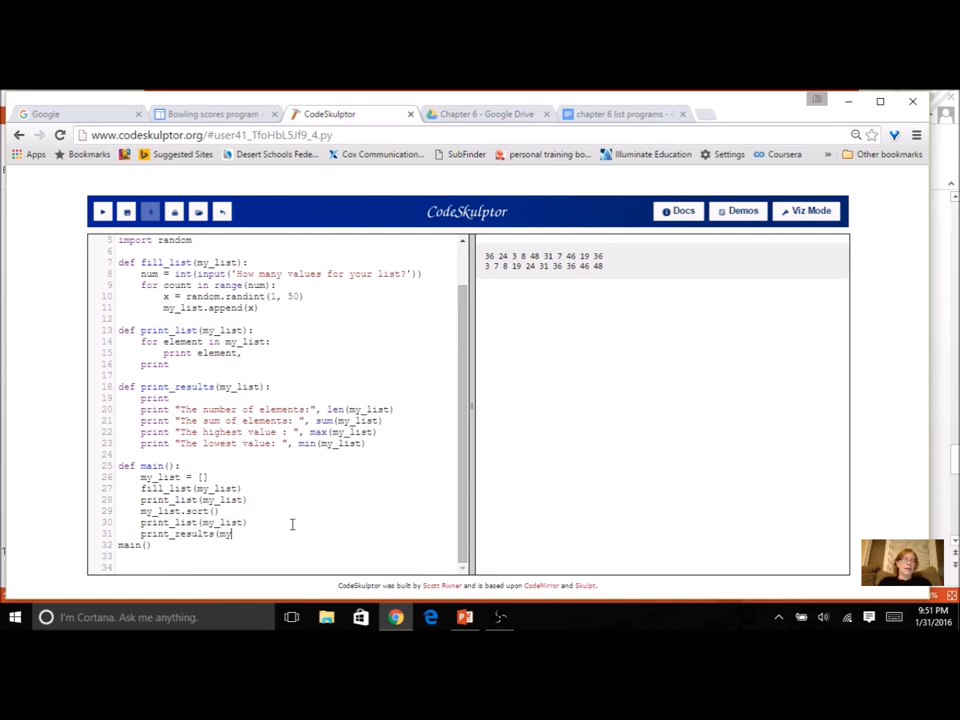 Google
Bowling scores program -
CodeSkulptor
Chapter 6 - Google Drive
chapter 6 list programs -
www.codeskulptor.org/#user41_TfoHbL5Jf9_4.py
Apps Bookmarks Suggested Sites Desert Schools Fede... Cox Communication... SubFinder personal training bo... Illuminate Education Settings Coursera » Other bookmarks
CodeSkulptor
Docs Demos Viz Mode
5 import random
6
7 def fill_list(my_list):
8 num = int(input('How many values for your list?'))
9 for count in range(num):
10 x = random.randint(1, 50)
11 my_list.append(x)
12
13 def print_list(my_list):
14 for element in my_list:
15 print element,
16 print
17
18 def print_results(my_list):
19 print
20 print "The number of elements:", len(my_list)
21 print "The sum of elements: ", sum(my_list)
22 print "The highest value : ", max(my_list)
23 print "The lowest value: ", min(my_list)
24
25 def main():
26 my_list = []
27 fill_list(my_list)
28 print_list(my_list)
29 my_list.sort()
30 print_list(my_list)
31 print_results(my
32 main()
33
34
36 24 3 8 48 31 7 46 19 36
3 7 8 19 24 31 36 36 46 48
CodeSkulptor was built by Scott Rixner and is based upon CodeMirror and Skulpt.
I'm Cortana. Ask me anything.
9:51 PM
1/31/2016